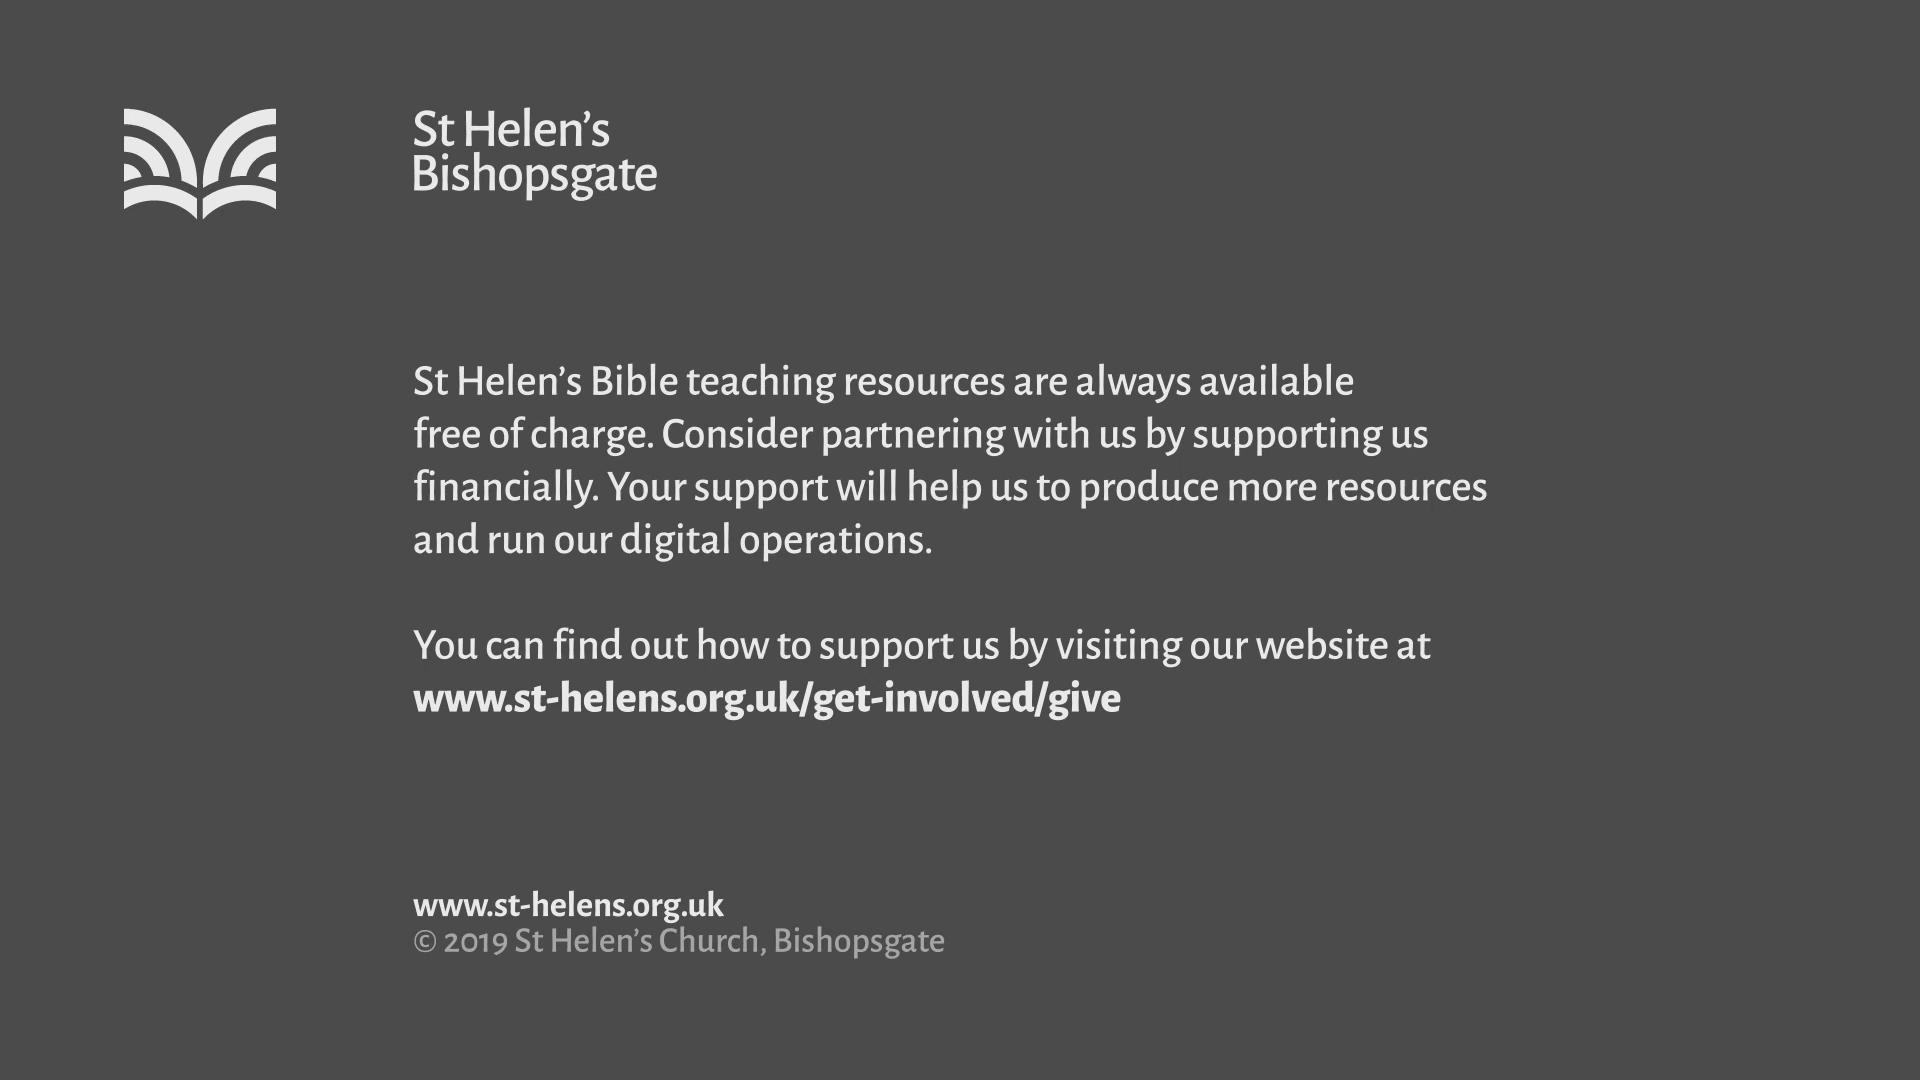 St Helen’s
Bishopsgate
St Helen’s Bible teaching resources are always available
free of charge. Consider partnering with us by supporting us
financially. Your support will help us to produce more resources
and run our digital operations.
You can find out how to support us by visiting our website at
www.st-helens.org.uk/get-involved/give
www.st-helens.org.uk
© 2019 St Helen’s Church, Bishopsgate